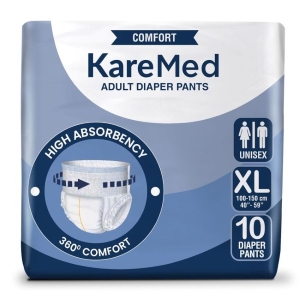 COMFORT
KareMed
ADULT DIAPER PANTS
HIGH ABSORBENCY
360° COMFORT
UNISEX
XL
100-150 cm
40"- 59"
10
DIAPER
PANTS